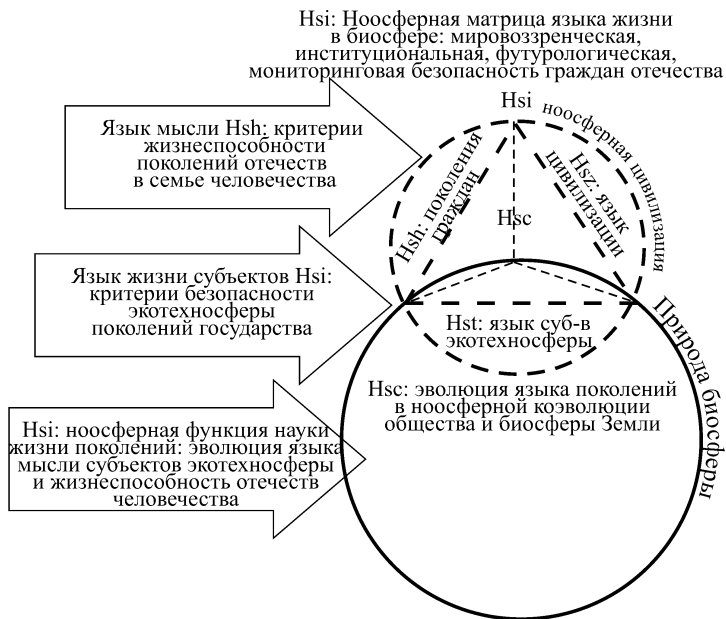 Hsi: Ноосферная матрица языка жизни
в биосфере: мировоззренческая,
институциональная, футурологическая,
мониторинговая безопасность граждан отечества
Hsi
ноосферная цивилизация
Язык мысли Hsh: критерии
жизнеспособности
поколений отечеств
в семье человечества
Hsh: поколения
граждан
Hsz: язык
цивилизации
Hsc
Язык жизни субъектов Hsi:
критерии безопасности
экотехносферы
поколений государства
Hst: язык суб-в
экотехносферы
Природа биосферы
Hsc: эволюция языка поколений
в ноосферной коэволюции
общества и биосферы Земли
Hsi: ноосферная функция науки
жизни поколений: эволюция языка
мысли субъектов экотехносферы
и жизнеспособность отечеств
человечества